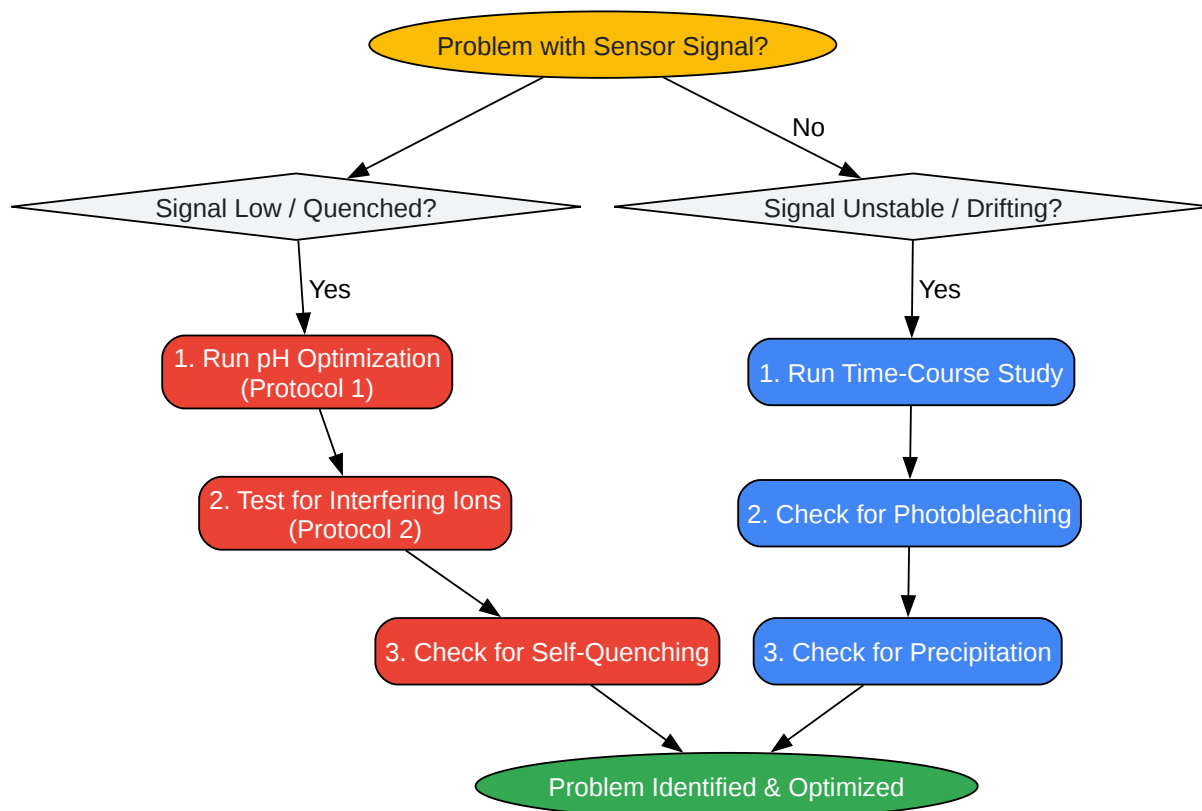 Problem with Sensor Signal?
No
Signal Low / Quenched?
Signal Unstable / Drifting?
Yes
Yes
1. Run pH Optimization
(Protocol 1)
1. Run Time-Course Study
2. Test for Interfering Ions
(Protocol 2)
2. Check for Photobleaching
3. Check for Self-Quenching
3. Check for Precipitation
Problem Identified & Optimized